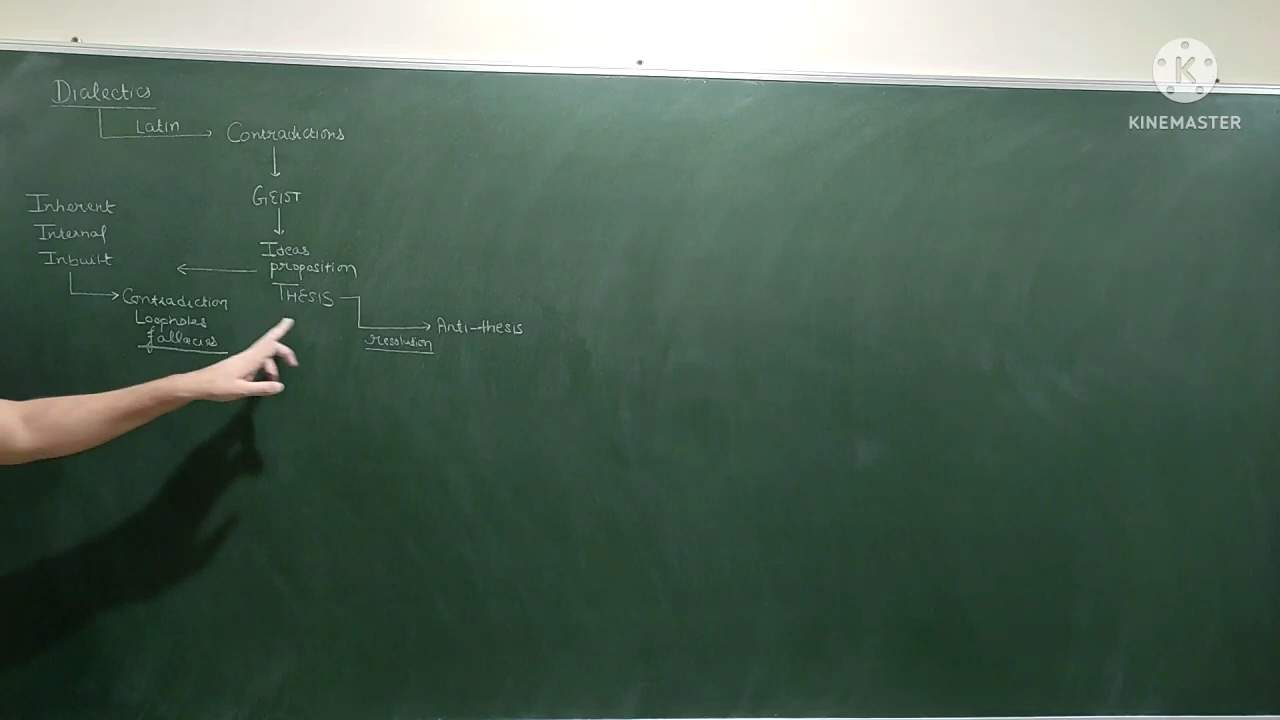 Dialectics
Latin
Contradictions
GEIST
Inherent
Internal
Inbuilt
Ideas
proposition
THESIS
Contradiction
Loopholes
fallacies
Anti-thesis
resolution
K
KINEMASTER